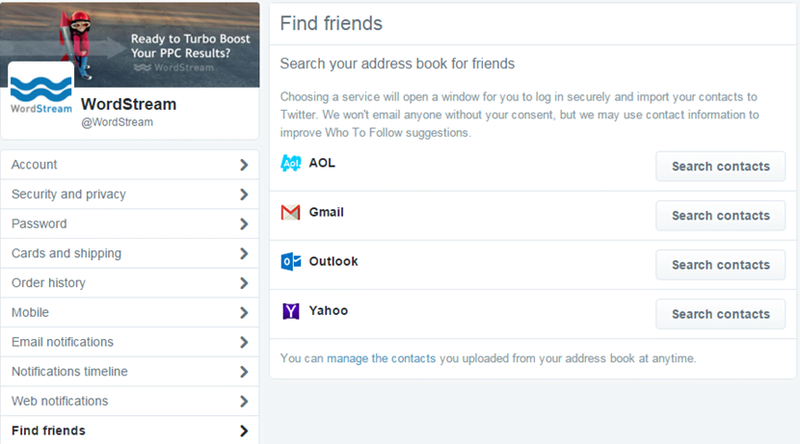 Ready to Turbo Boost
Your PPC Results?
WordStream
WordStream
WordStream
@WordStream
Account
Security and privacy
Password
Cards and shipping
Order history
Mobile
Email notifications
Notifications timeline
Web notifications
Find friends
Find friends
Search your address book for friends
Choosing a service will open a window for you to log in securely and import your contacts to
Twitter. We won't email anyone without your consent, but we may use contact information to
improve Who To Follow suggestions.
Aol. AOL Search contacts
Gmail Search contacts
Outlook Search contacts
Yahoo Search contacts
You can manage the contacts you uploaded from your address book at anytime.